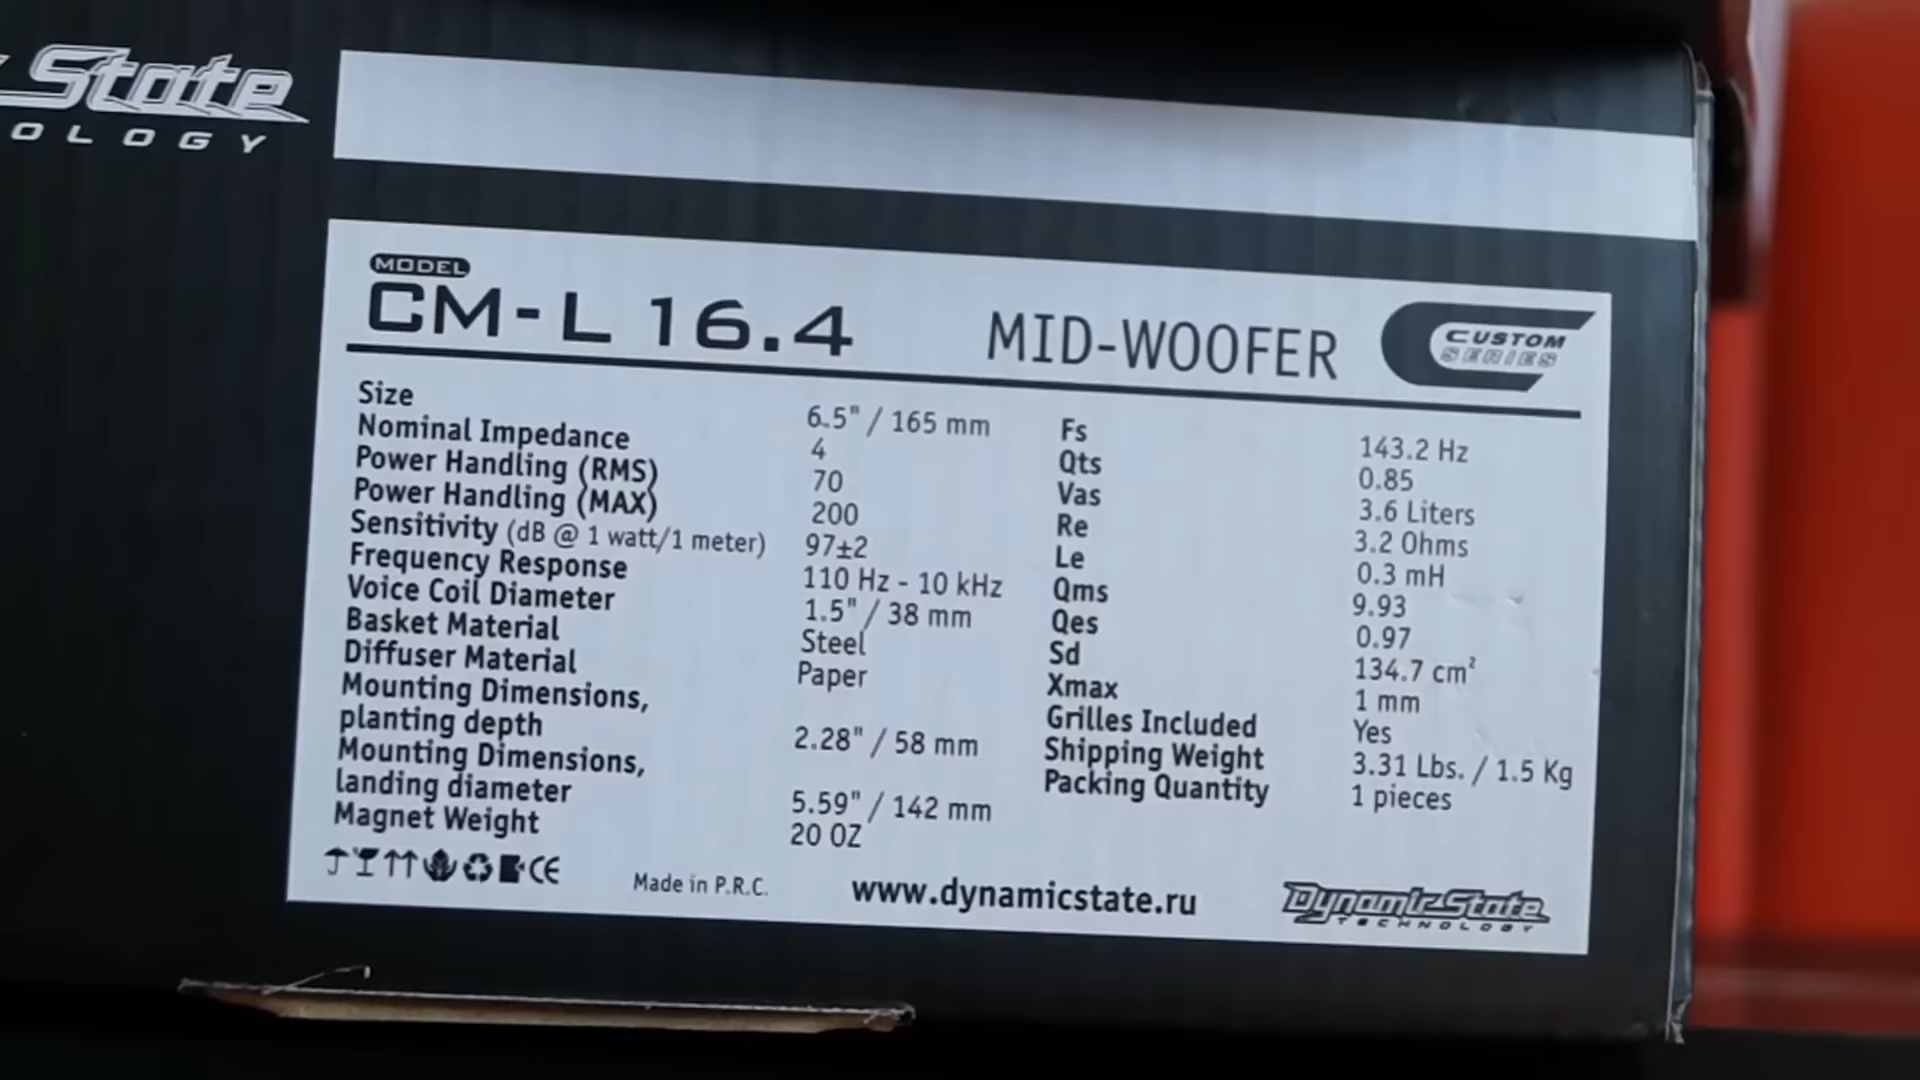 State
OLOGY
MODEL
CM-L 16.4 MID-WOOFER CUSTOM SERIES
Size 6.5" / 165 mm
Nominal Impedance 4
Power Handling (RMS) 70
Power Handling (MAX) 200
Sensitivity (dB @ 1 watt/1 meter) 97±2
Frequency Response 110 Hz - 10 kHz
Voice Coil Diameter 1.5" / 38 mm
Basket Material Steel
Diffuser Material Paper
Mounting Dimensions,
planting depth 2.28" / 58 mm
Mounting Dimensions,
landing diameter 5.59" / 142 mm
Magnet Weight 20 OZ
Fs 143.2 Hz
Qts 0.85
Vas 3.6 Liters
Re 3.2 Ohms
Le 0.3 mH
Qms 9.93
Qes 0.97
Sd 134.7 cm²
Xmax 1 mm
Grilles Included Yes
Shipping Weight 3.31 Lbs. / 1.5 Kg
Packing Quantity 1 pieces
CE
Made in P.R.C.
www.dynamicstate.ru
Dynamic State
TECHNOLOGY